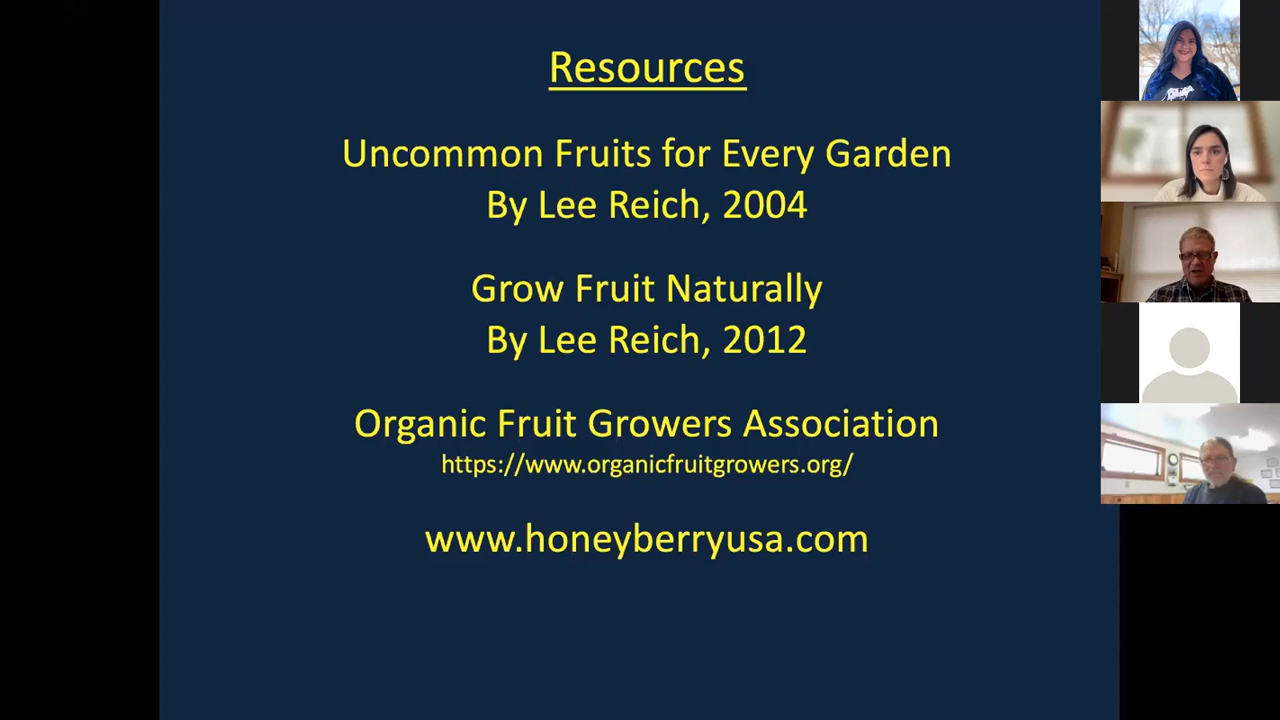 Resources
Uncommon Fruits for Every Garden
By Lee Reich, 2004
Grow Fruit Naturally
By Lee Reich, 2012
Organic Fruit Growers Association
https://www.organicfruitgrowers.org/
www.honeyberryusa.com